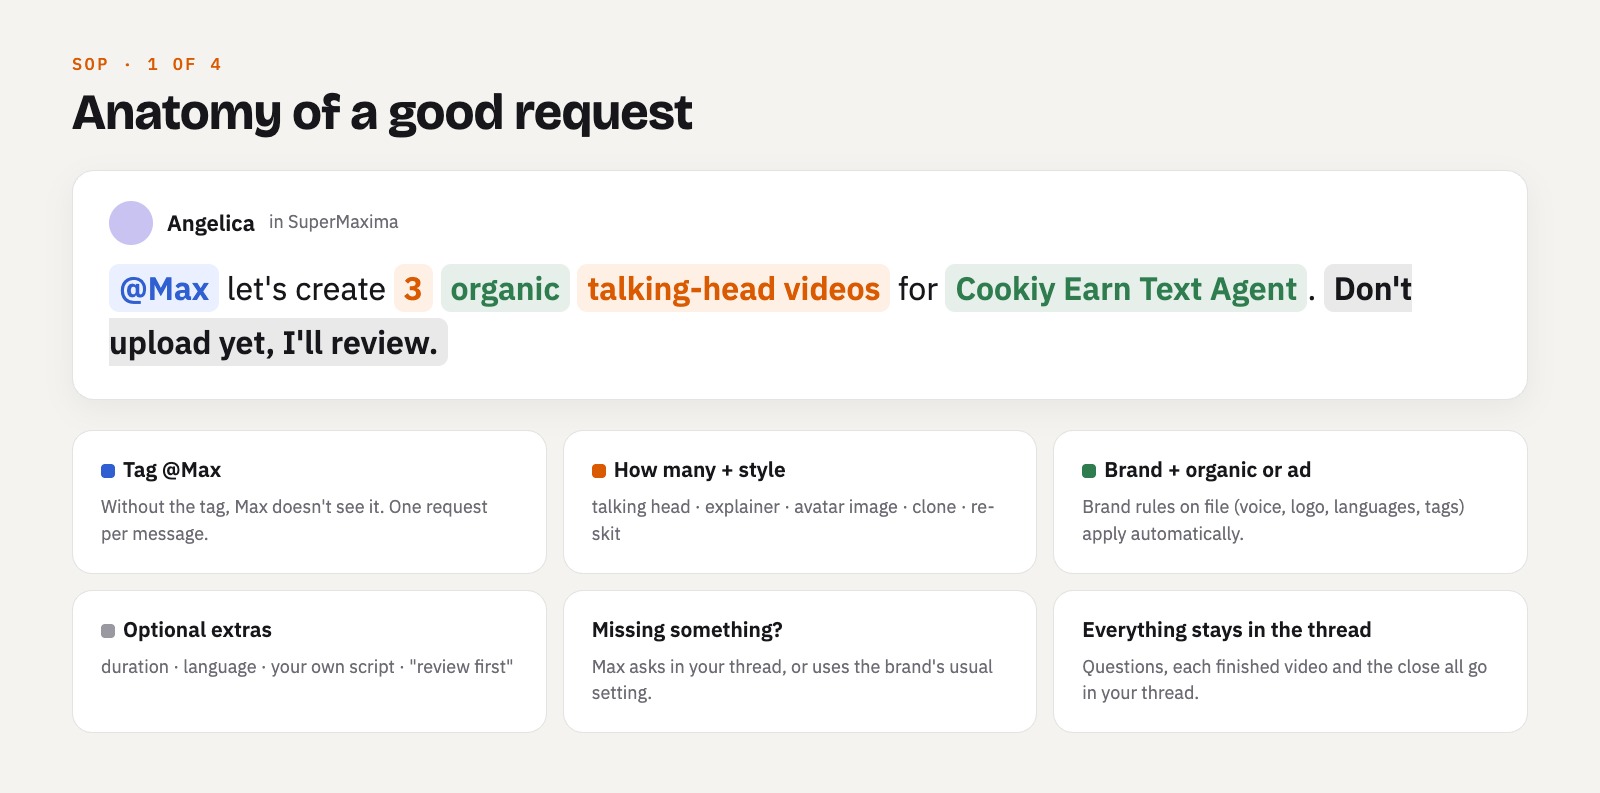 SOP · 1 OF 4
Anatomy of a good request
Angelica in SuperMaxima
@Max let's create 3 organic talking-head videos for Cookiy Earn Text Agent. Don't
upload yet, I'll review.
Tag @Max
Without the tag, Max doesn't see it. One request
per message.
How many + style
talking head · explainer · avatar image · clone · re-
skit
Brand + organic or ad
Brand rules on file (voice, logo, languages, tags)
apply automatically.
Optional extras
duration · language · your own script · "review first"
Missing something?
Max asks in your thread, or uses the brand's usual
setting.
Everything stays in the thread
Questions, each finished video and the close all go
in your thread.